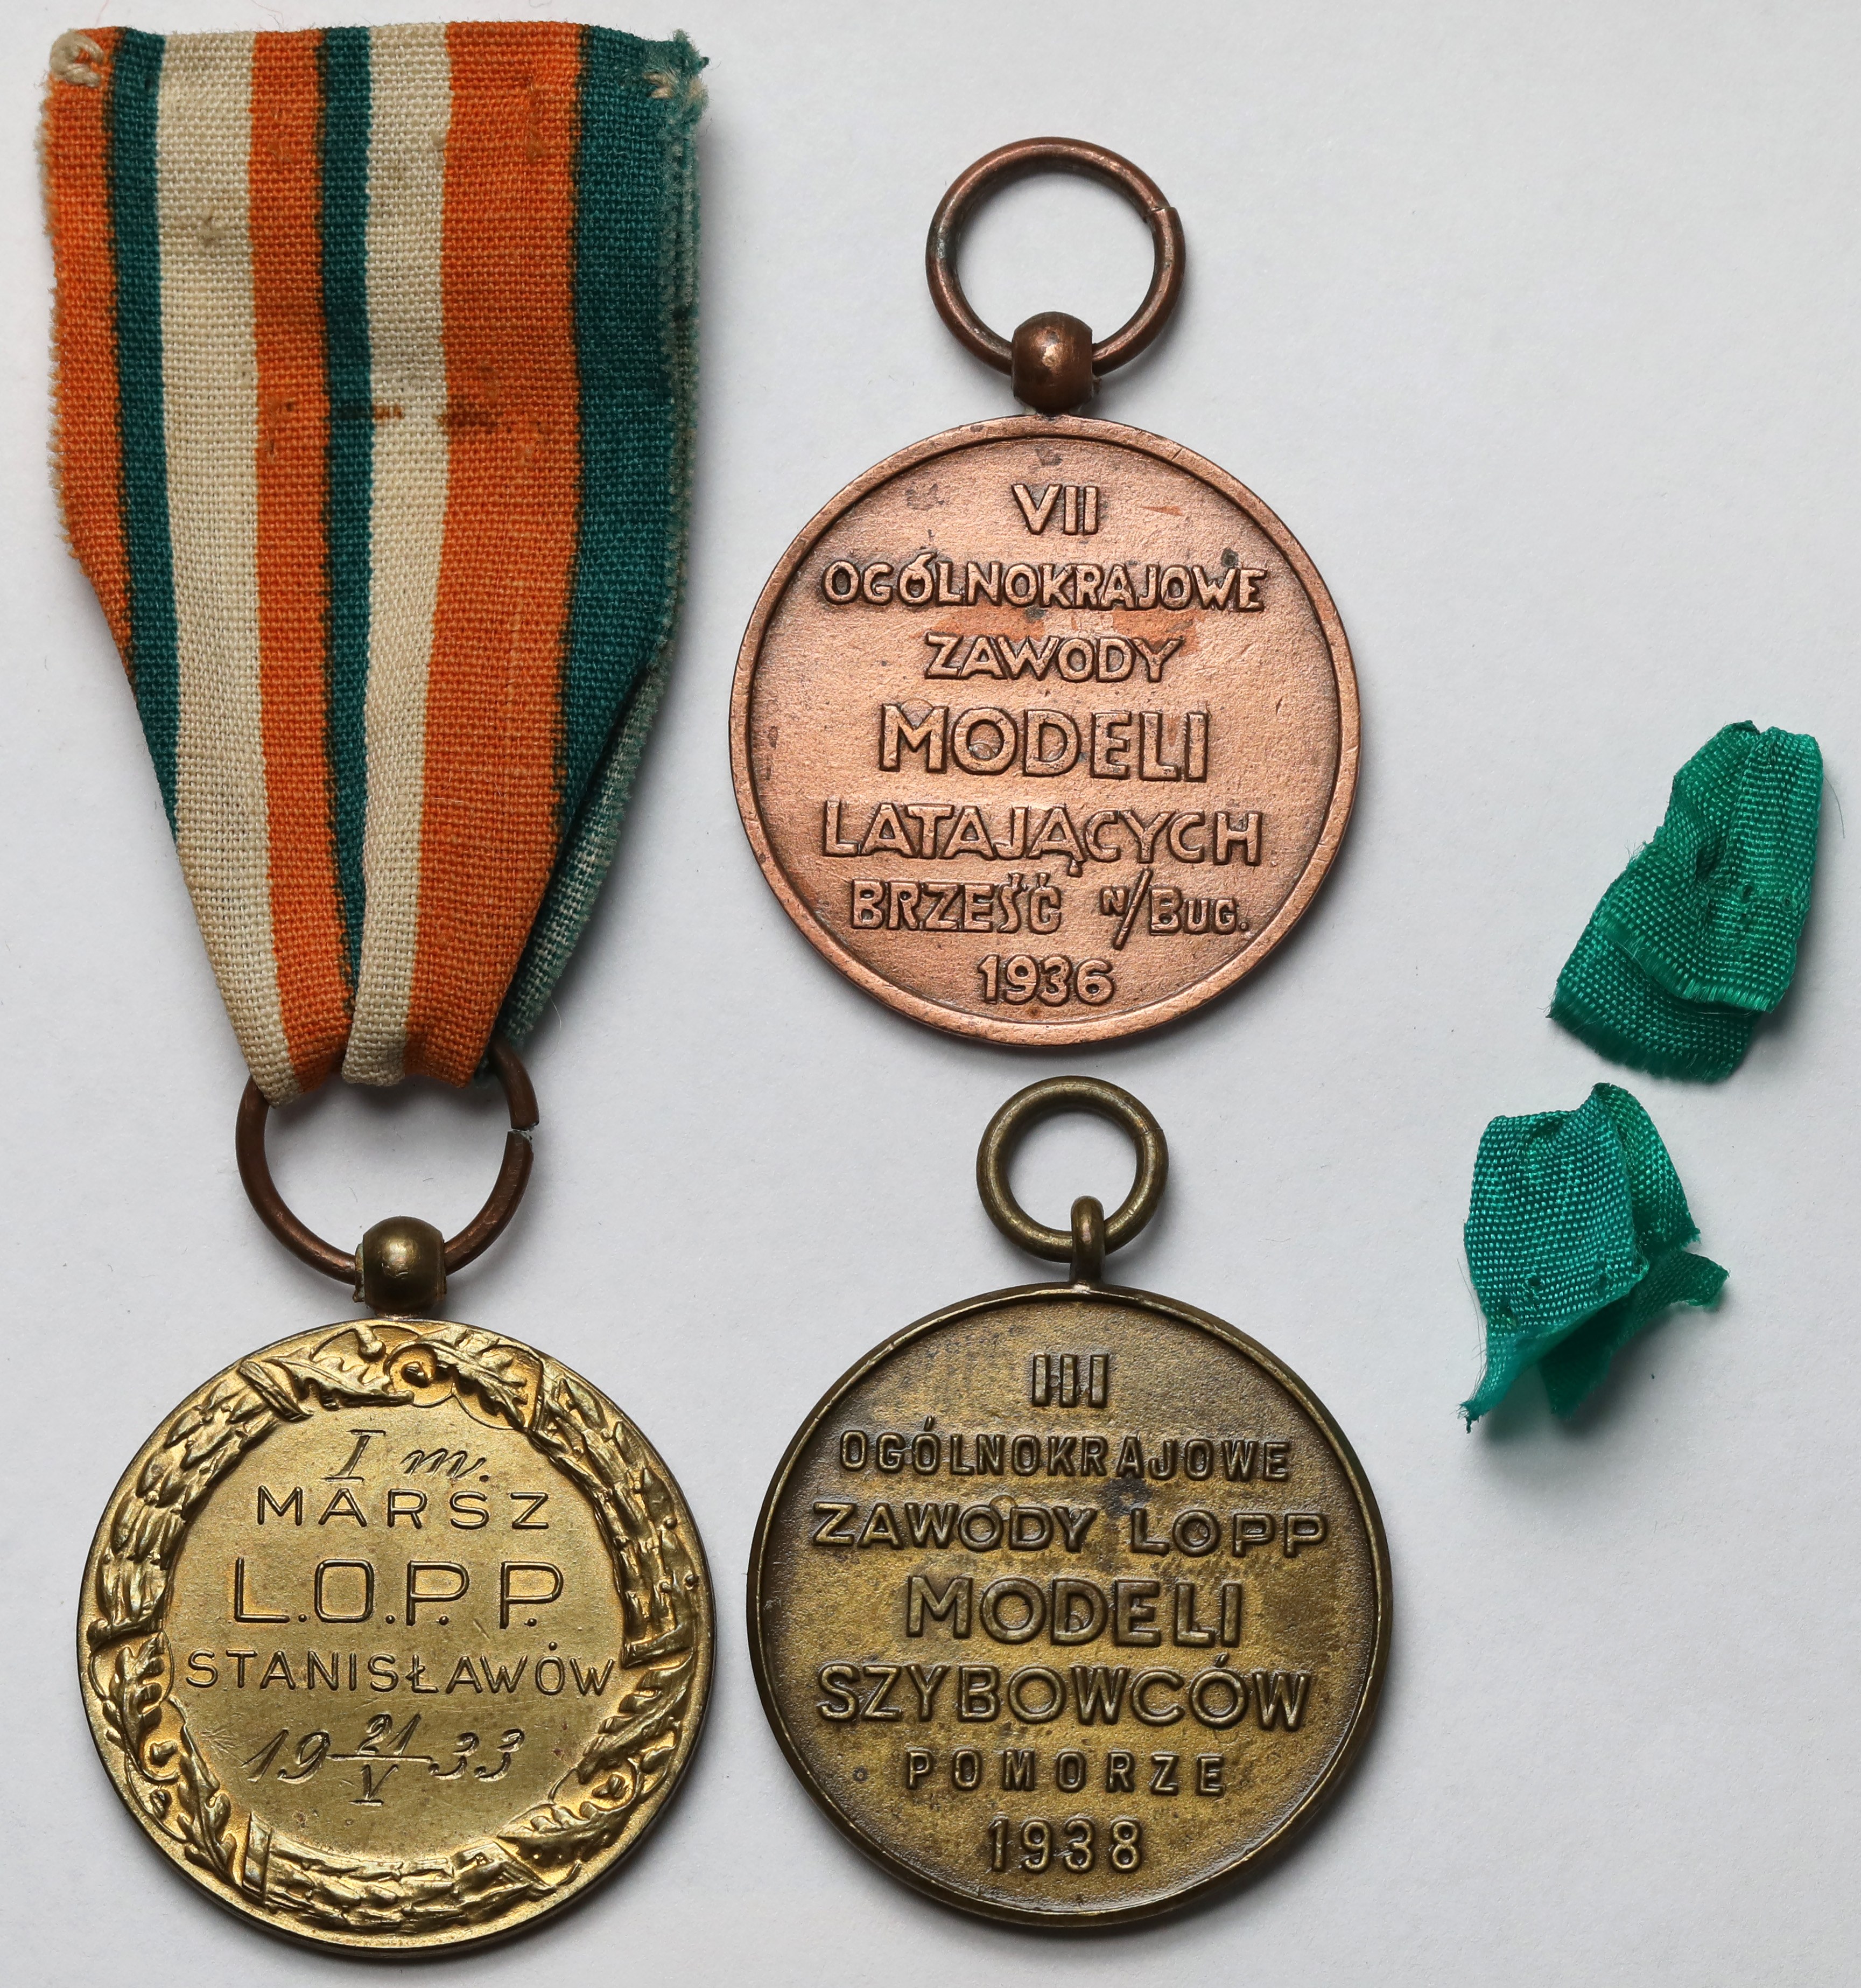 VII
OGÓLNOKRAJOWE
ZAWODY
MODELI
LATAJĄCYCH
BRZEŚĆ N/BUG.
1936
I m.
MARSZ
L.O.P.P.
STANISŁAWÓW
19 21/V 33
III
OGÓLNOKRAJOWE
ZAWODY LOPP
MODELI
SZYBOWCÓW
POMORZE
1938